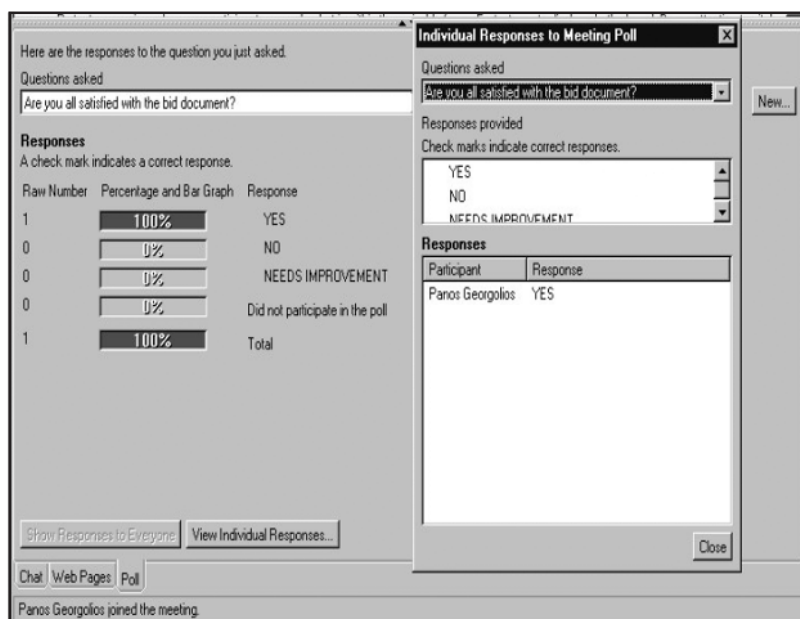 Here are the responses to the question you just asked.
Questions asked
Are you all satisfied with the bid document?
Responses
A check mark indicates a correct response.
Raw Number Percentage and Bar Graph Response
1 100% YES
0 0% NO
0 0% NEEDS IMPROVEMENT
0 0% Did not participate in the poll
1 100% Total
Show Responses to Everyone View Individual Responses...
Chat Web Pages Poll
Panos Georgolios joined the meeting.
Individual Responses to Meeting Poll
Questions asked
Are you all satisfied with the bid document?
Responses provided
Check marks indicate correct responses.
YES
NO
NEEDS IMPROVEMENT
Responses
Participant Response
Panos Georgolios YES
Close
New...